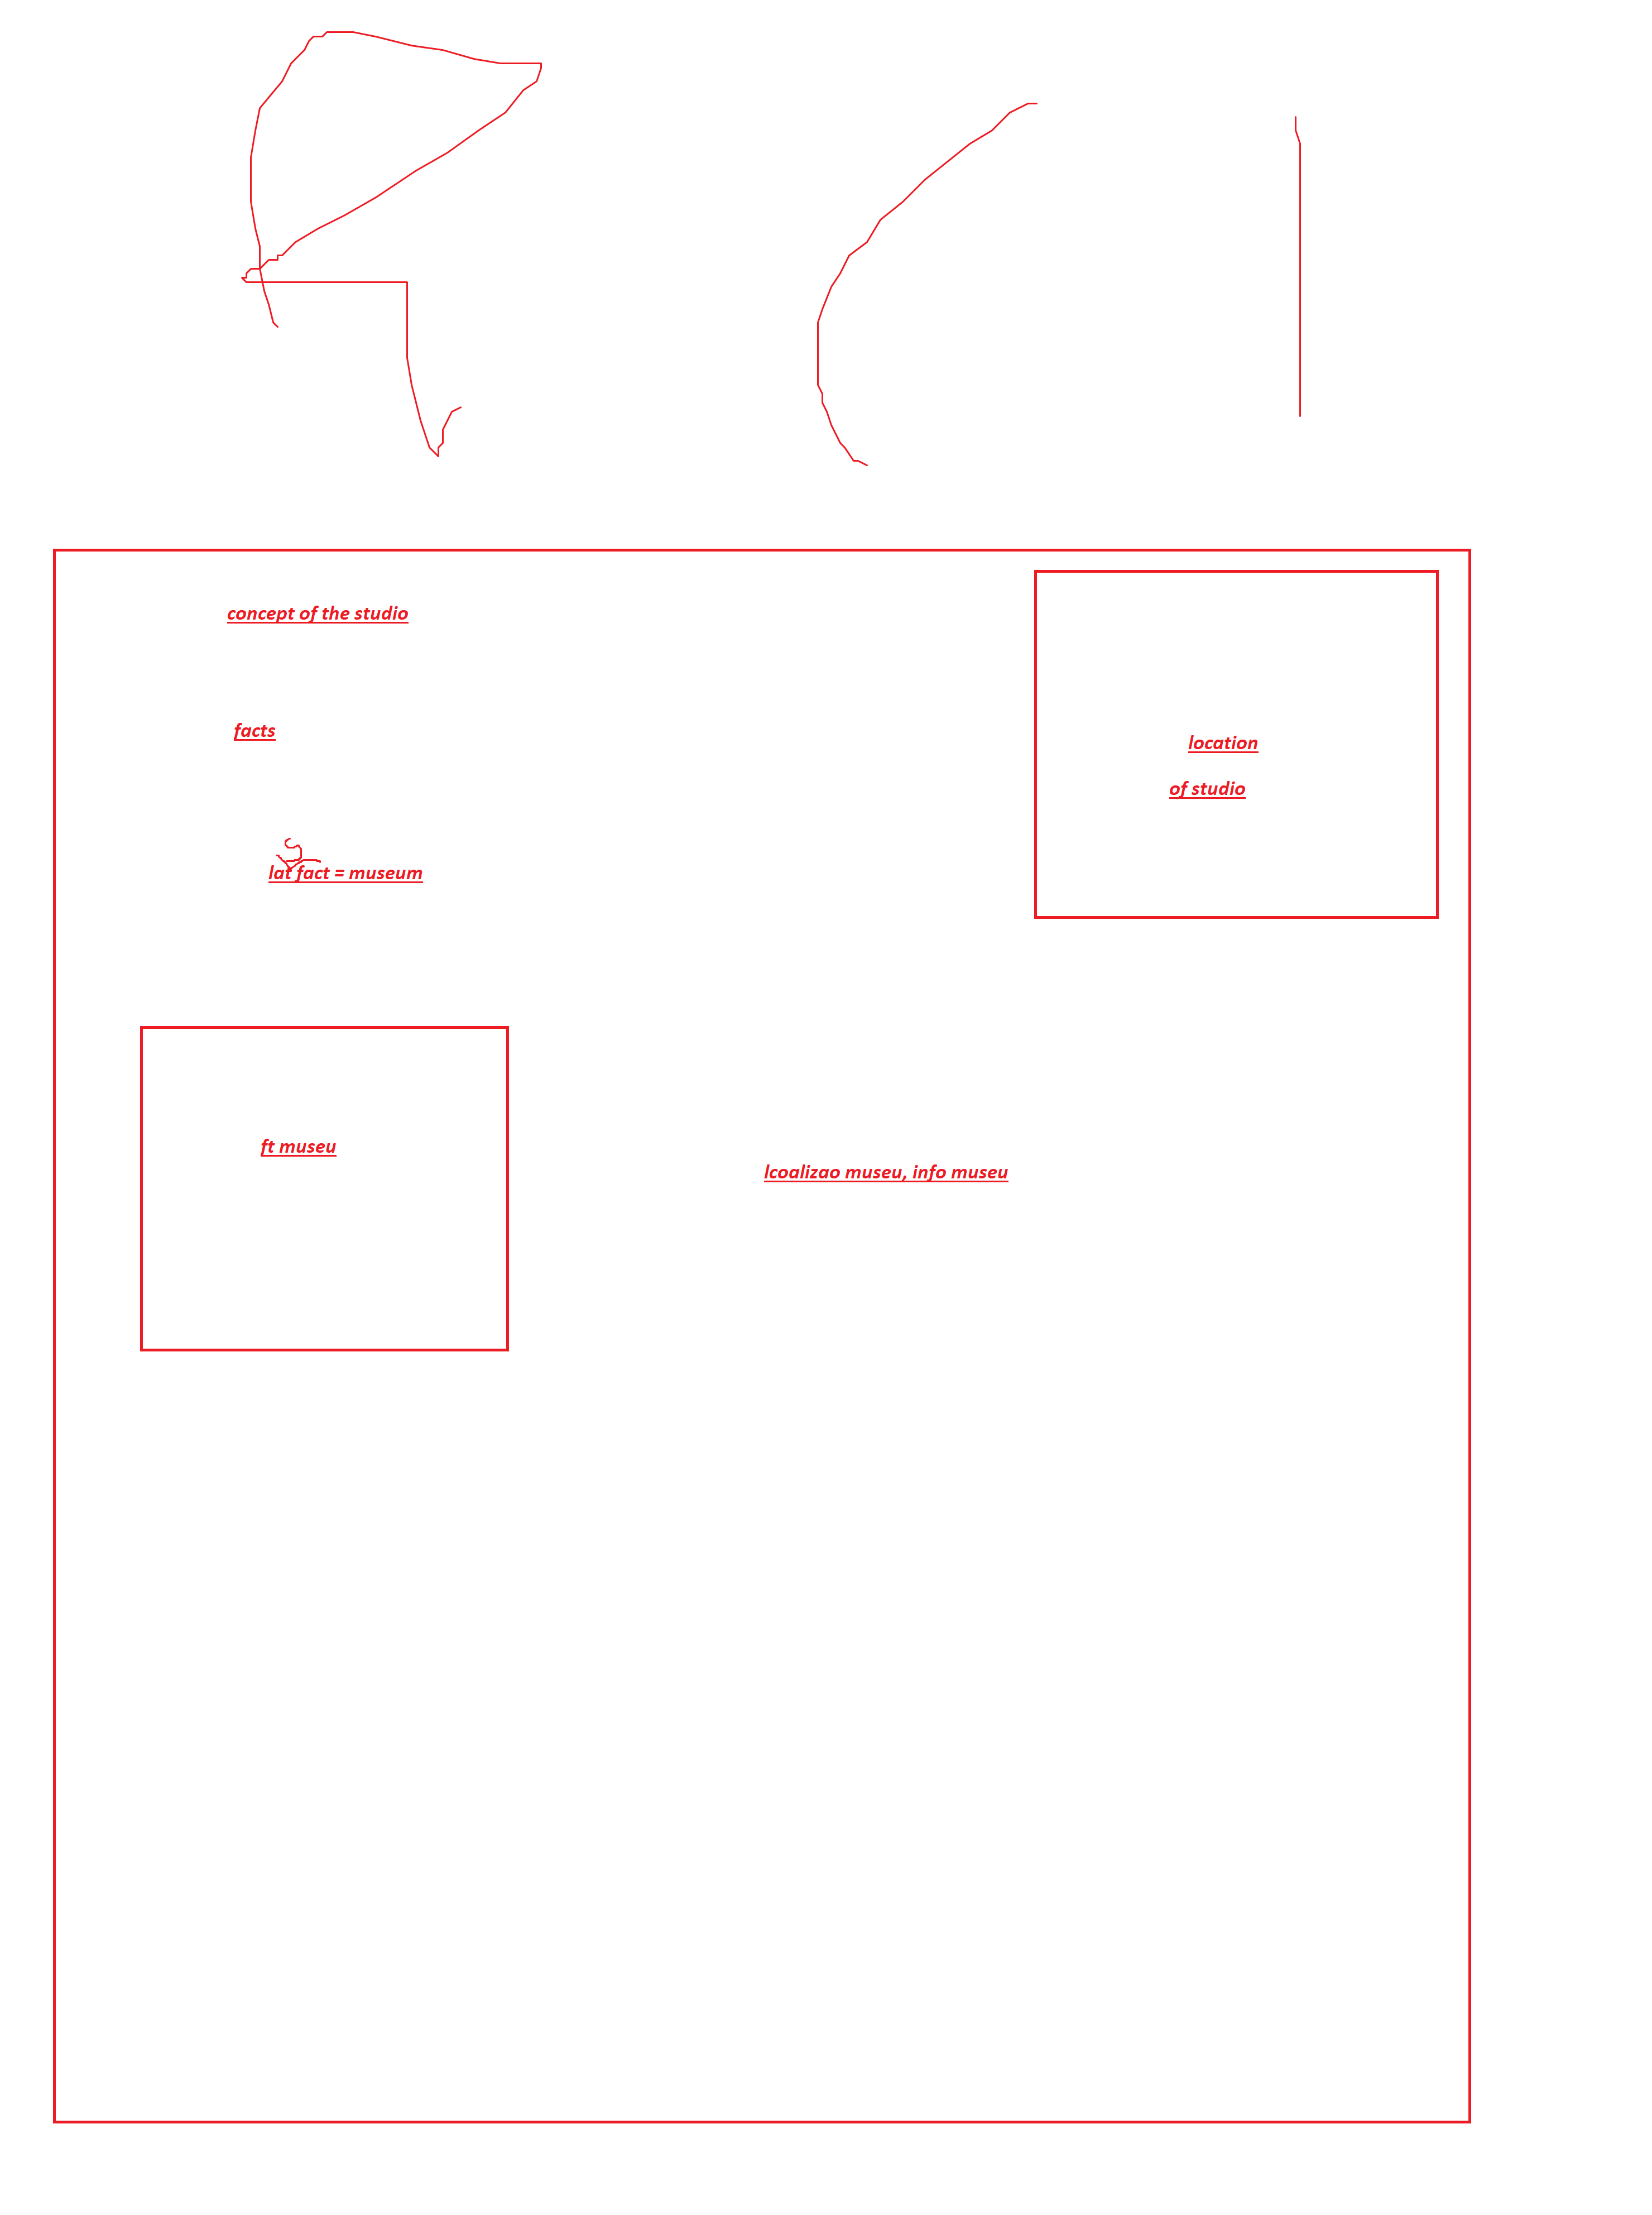 concept of the studio
facts
lat fact = museum
location
of studio
ft museu
lcoalizao museu, info museu